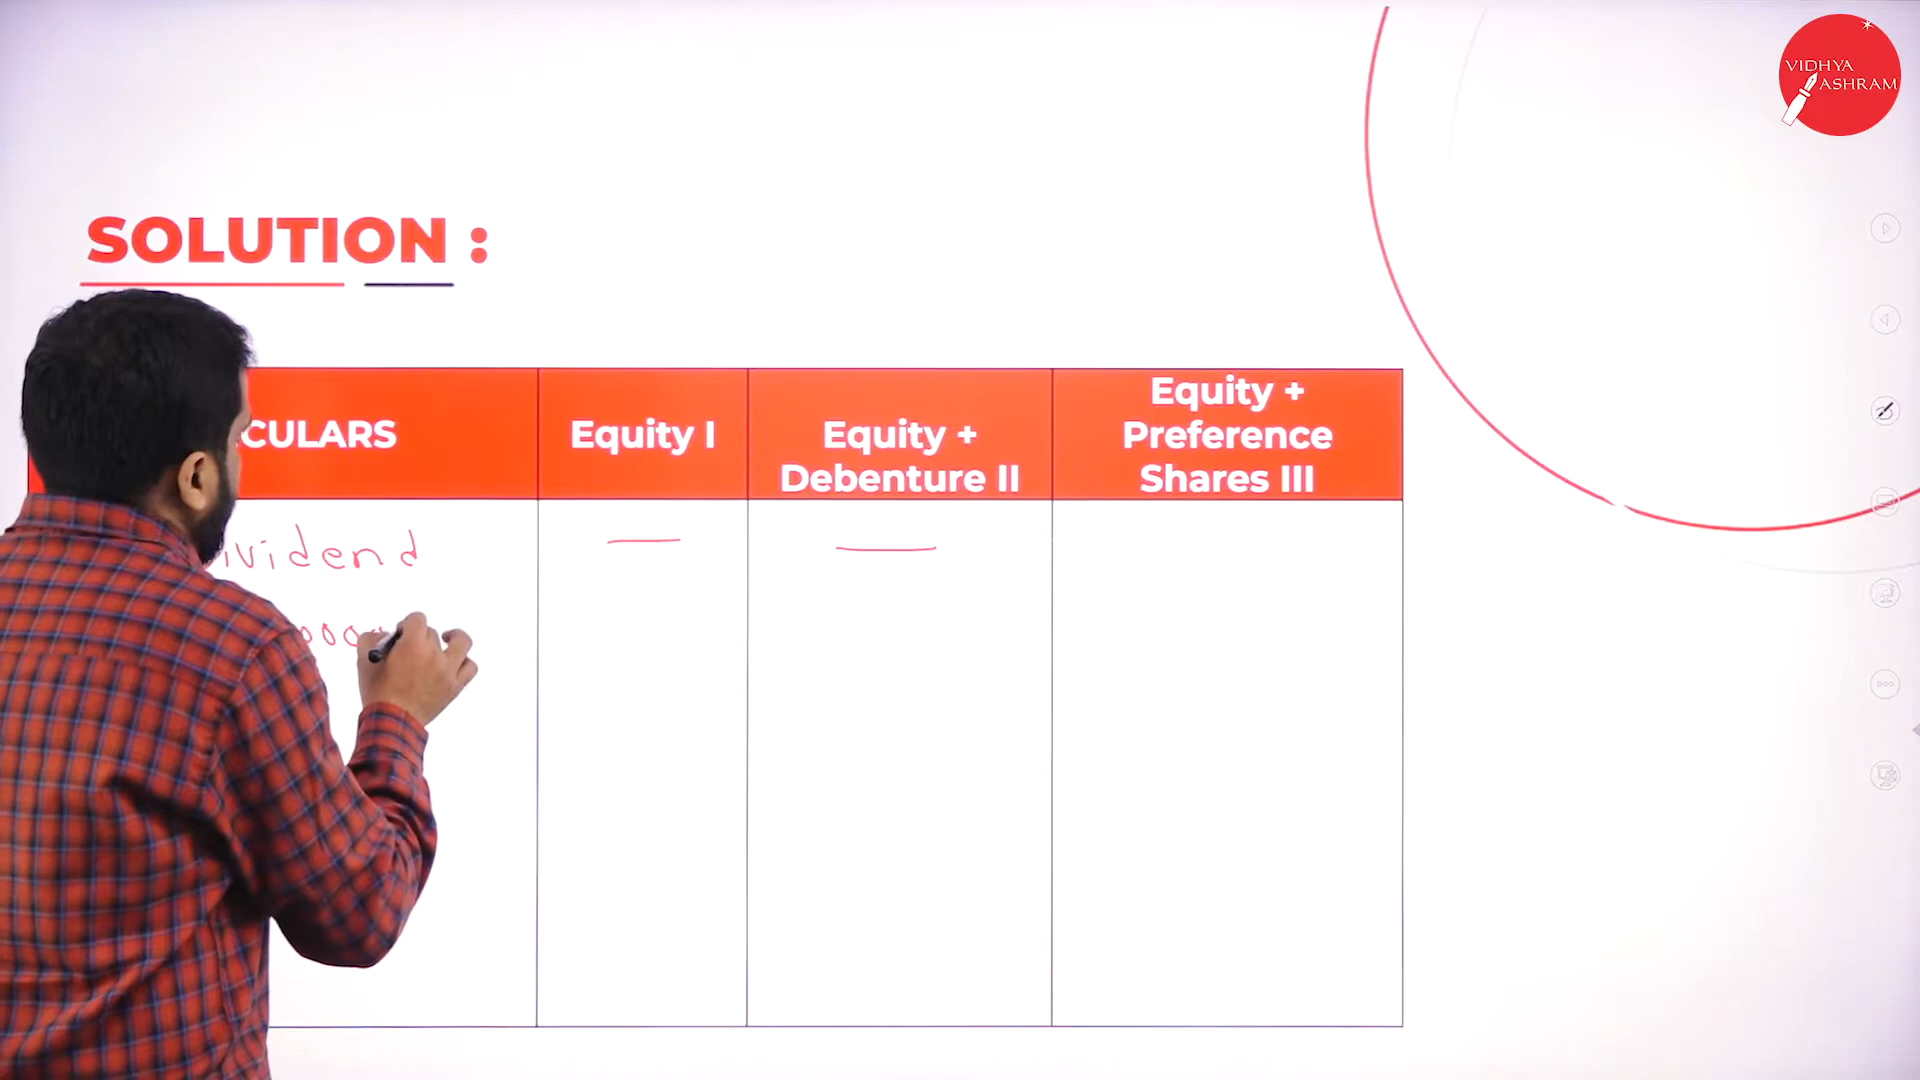 VIDHYA
ASHRAM
SOLUTION :
CULARS
Equity I
Equity +
Debenture II
Equity +
Preference
Shares III
ividend